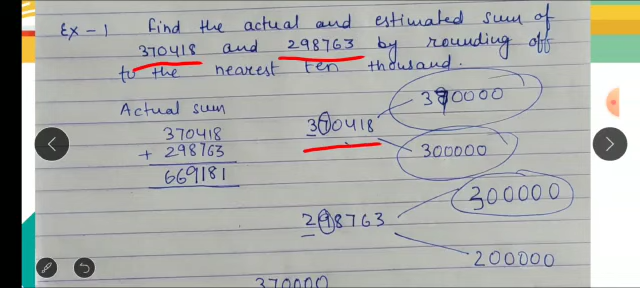 Ex-1 Find the actual and estimated sum of
370418 and 298763 by rounding off
to the nearest ten thousand.
Actual sum
370418
+ 298763
669181
370418
370000
300000
298763
300000
200000
370000